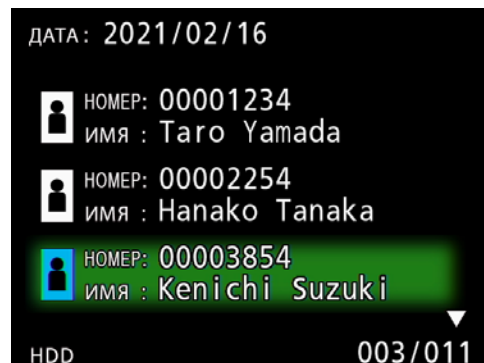 ДАТА: 2021/02/16
НОМЕР: 00001234
ИМЯ : Taro Yamada
НОМЕР: 00002254
ИМЯ : Hanako Tanaka
НОМЕР: 00003854
ИМЯ : Kenichi Suzuki
HDD 003/011